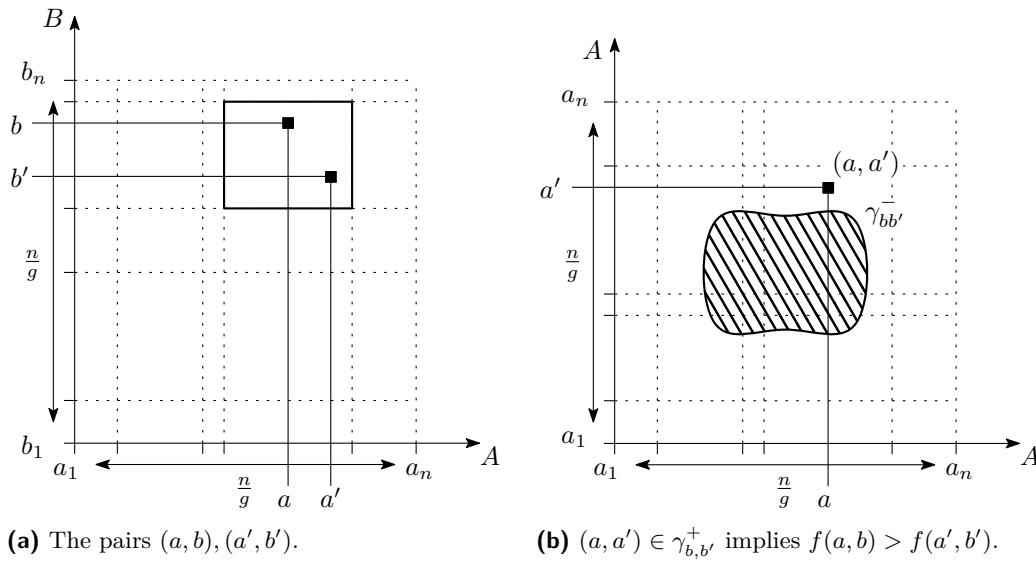 B
b_n
b
b'
n/g
b_1
a_1
n/g
a
a'
a_n
A
(a) The pairs (a, b), (a', b').
A
a_n
(a, a')
a'
γ^-_{bb'}
n/g
a_1
a_1
n/g
a
a_n
A
(b) (a, a') ∈ γ^+_{b,b'} implies f(a, b) > f(a', b').